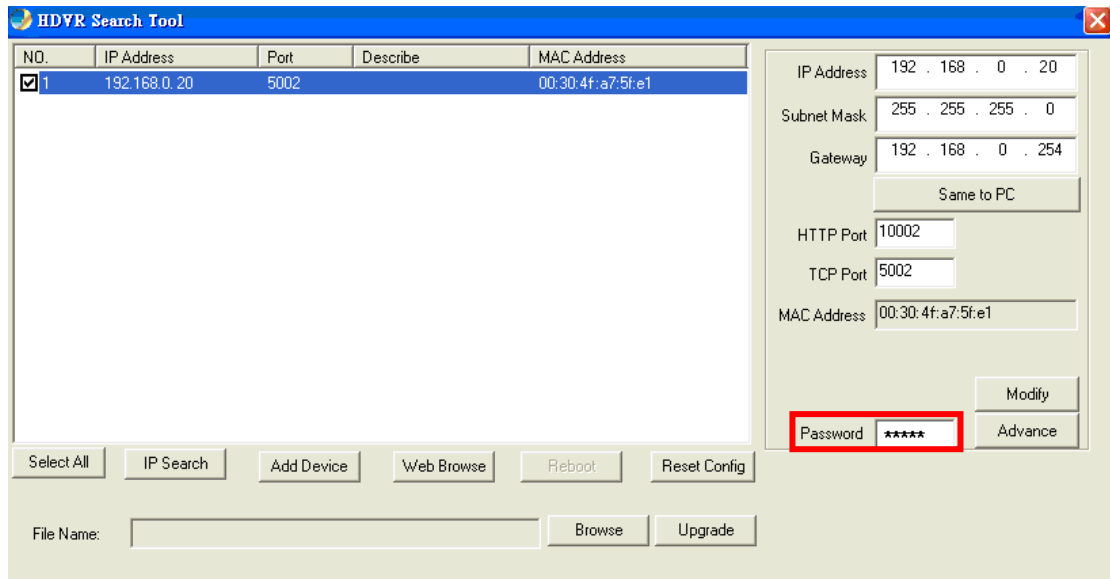 HDVR Search Tool
NO. IP Address Port Describe MAC Address
1 192.168.0.20 5002 00:30:4f:a7:5f:e1
IP Address 192 . 168 . 0 . 20
Subnet Mask 255 . 255 . 255 . 0
Gateway 192 . 168 . 0 . 254
Same to PC
HTTP Port 10002
TCP Port 5002
MAC Address 00:30:4f:a7:5f:e1
Modify
Password ***** Advance
Select All IP Search Add Device Web Browse Reboot Reset Config
File Name: Browse Upgrade